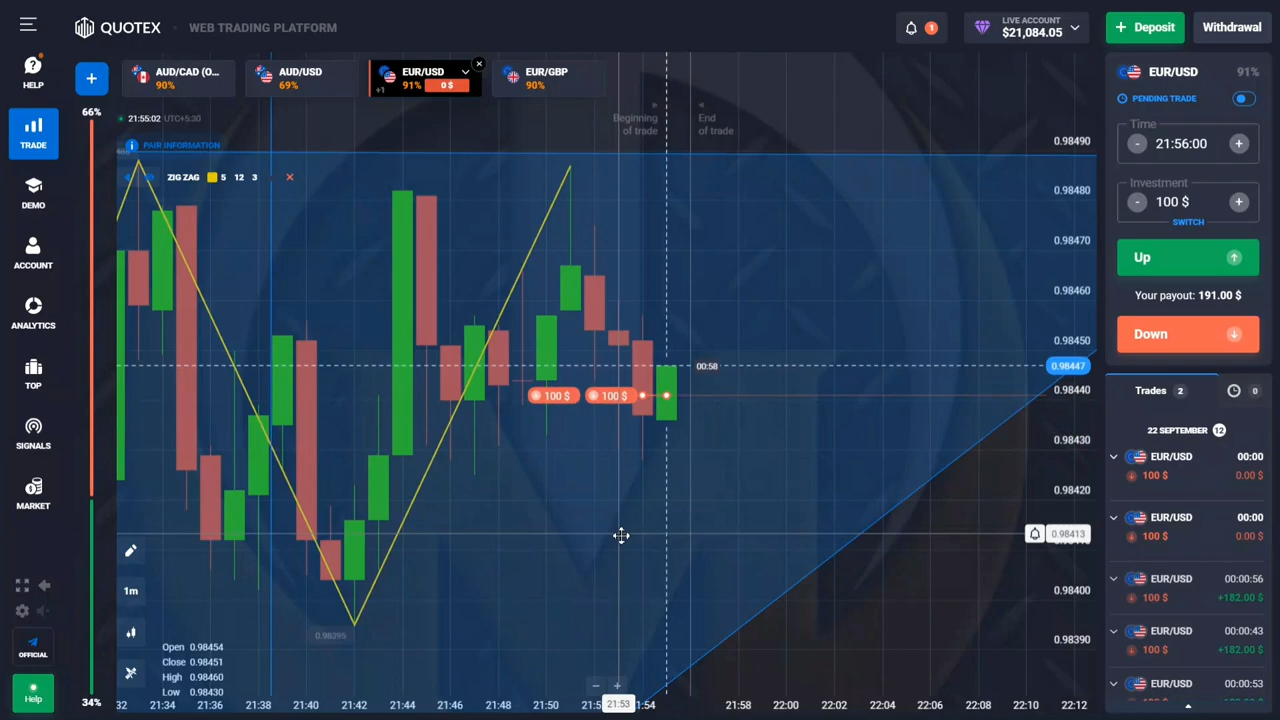 QUOTEX
WEB TRADING PLATFORM
1
LIVE ACCOUNT
$21,084.05
+ Deposit
Withdrawal
HELP
TRADE
DEMO
ACCOUNT
ANALYTICS
TOP
SIGNALS
MARKET
OFFICIAL
Help
+
AUD/CAD (O...
90%
AUD/USD
69%
EUR/USD
91%
0 $
+1
EUR/GBP
90%
66%
21:55:02 UTC+5:30
PAIR INFORMATION
ZIG ZAG 5 12 3
Beginning
of trade
End
of trade
0.98490
0.98480
0.98470
0.98460
0.98450
0.98447
0.98440
0.98430
0.98420
0.98413
0.98400
0.98390
00:58
100 $
100 $
1m
0.98395
Open 0.98454
Close 0.98451
High 0.98460
Low 0.98430
34%
32 21:34 21:36 21:38 21:40 21:42 21:44 21:46 21:48 21:50 21:53 21:58 22:00 22:02 22:04 22:06 22:08 22:10 22:12
EUR/USD
91%
PENDING TRADE
Time
- 21:56:00 +
Investment
- 100 $ +
SWITCH
Up
Your payout: 191.00 $
Down
Trades 2
0
22 SEPTEMBER 12
EUR/USD 00:00
100 $ 0.00 $
EUR/USD 00:00
100 $ 0.00 $
EUR/USD 00:00:56
100 $ +182.00 $
EUR/USD 00:00:43
100 $ +182.00 $
EUR/USD 00:00:53